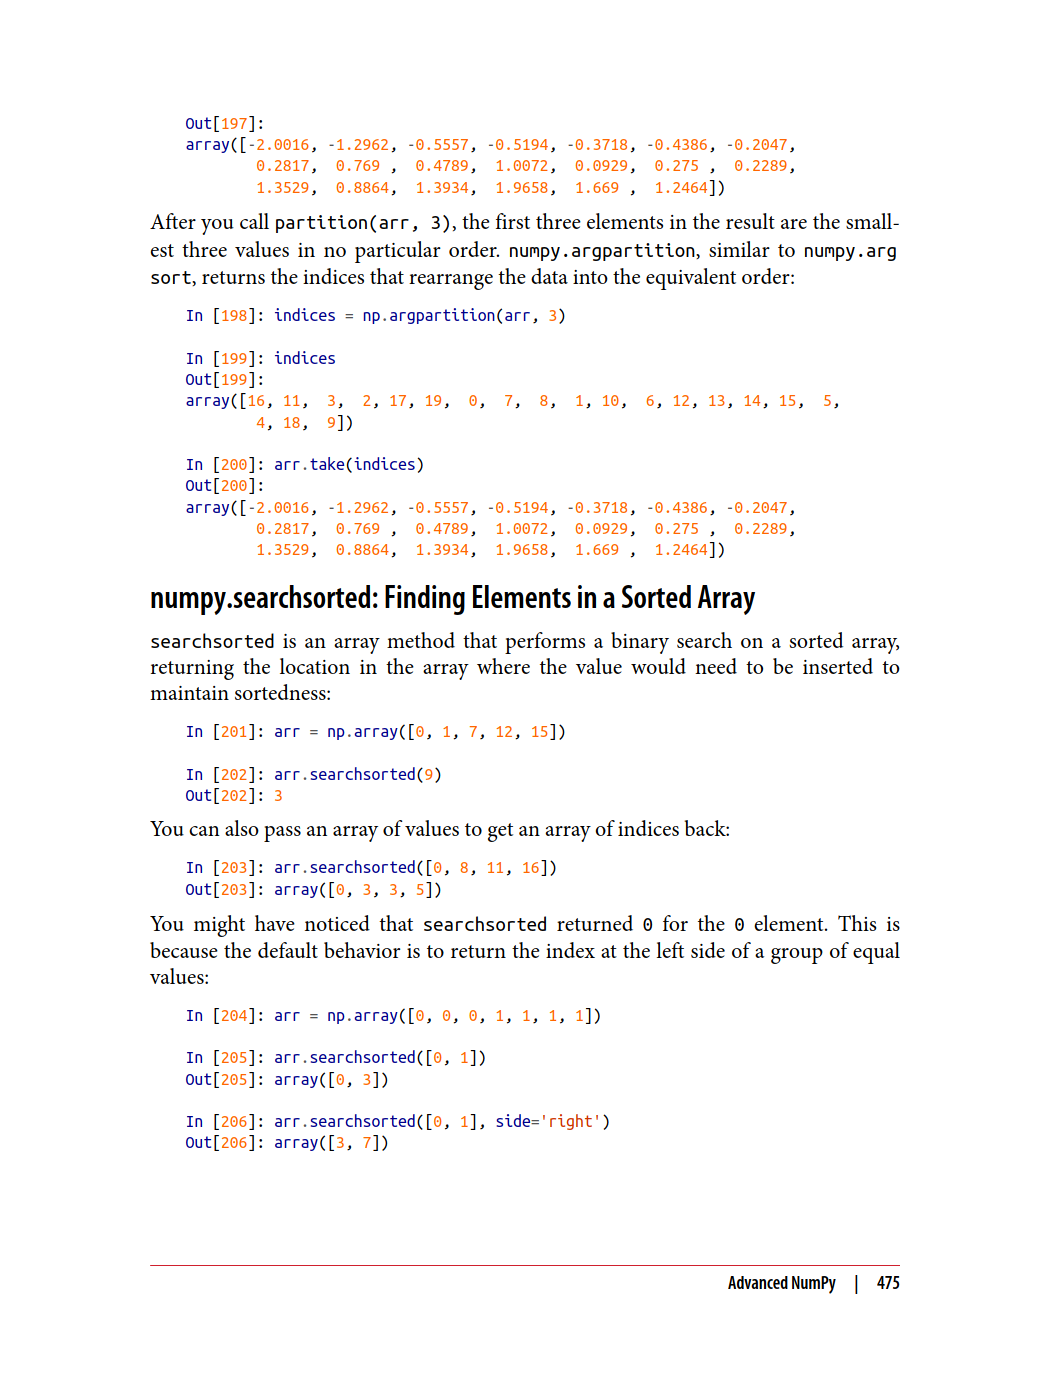 Out[197]:
array([-2.0016, -1.2962, -0.5557, -0.5194, -0.3718, -0.4386, -0.2047,
        0.2817,  0.769 ,  0.4789,  1.0072,  0.0929,  0.275 ,  0.2289,
        1.3529,  0.8864,  1.3934,  1.9658,  1.669 ,  1.2464])
After you call partition(arr, 3), the first three elements in the result are the small-
est three values in no particular order. numpy.argpartition, similar to numpy.arg
sort, returns the indices that rearrange the data into the equivalent order:
In [198]: indices = np.argpartition(arr, 3)
In [199]: indices
Out[199]:
array([16, 11,  3,  2, 17, 19,  0,  7,  8,  1, 10,  6, 12, 13, 14, 15,  5,
        4, 18,  9])
In [200]: arr.take(indices)
Out[200]:
array([-2.0016, -1.2962, -0.5557, -0.5194, -0.3718, -0.4386, -0.2047,
        0.2817,  0.769 ,  0.4789,  1.0072,  0.0929,  0.275 ,  0.2289,
        1.3529,  0.8864,  1.3934,  1.9658,  1.669 ,  1.2464])
numpy.searchsorted: Finding Elements in a Sorted Array
searchsorted is an array method that performs a binary search on a sorted array,
returning the location in the array where the value would need to be inserted to
maintain sortedness:
In [201]: arr = np.array([0, 1, 7, 12, 15])
In [202]: arr.searchsorted(9)
Out[202]: 3
You can also pass an array of values to get an array of indices back:
In [203]: arr.searchsorted([0, 8, 11, 16])
Out[203]: array([0, 3, 3, 5])
You might have noticed that searchsorted returned 0 for the 0 element. This is
because the default behavior is to return the index at the left side of a group of equal
values:
In [204]: arr = np.array([0, 0, 0, 1, 1, 1, 1])
In [205]: arr.searchsorted([0, 1])
Out[205]: array([0, 3])
In [206]: arr.searchsorted([0, 1], side='right')
Out[206]: array([3, 7])
Advanced NumPy | 475